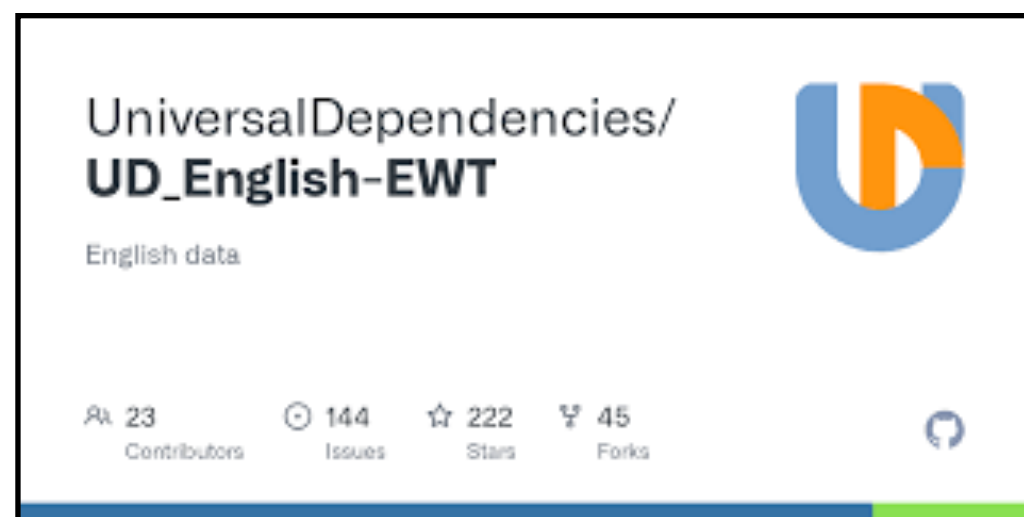 UniversalDependencies/
UD_English-EWT
English data
23 144 222 45
Contributors Issues Stars Forks